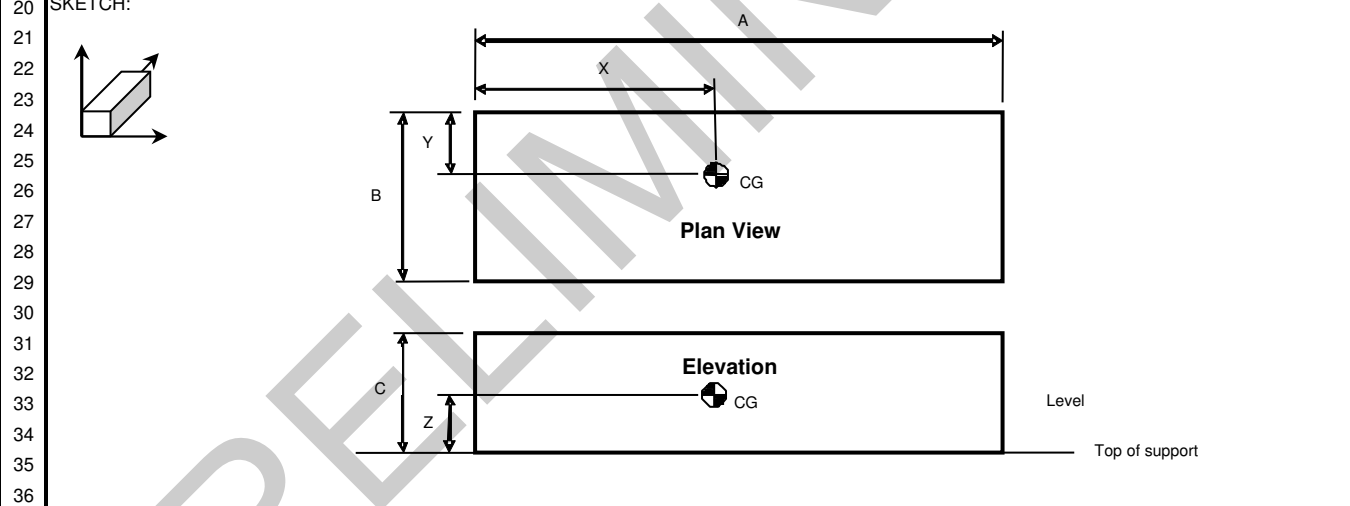 20 SKETCH:
A
21
22 X
23
24 Y
25 CG
26 B
27 Plan View
28
29
30
31
32 Elevation
C
33 CG Level
34 Z
35 Top of support
36
PRELIMIN